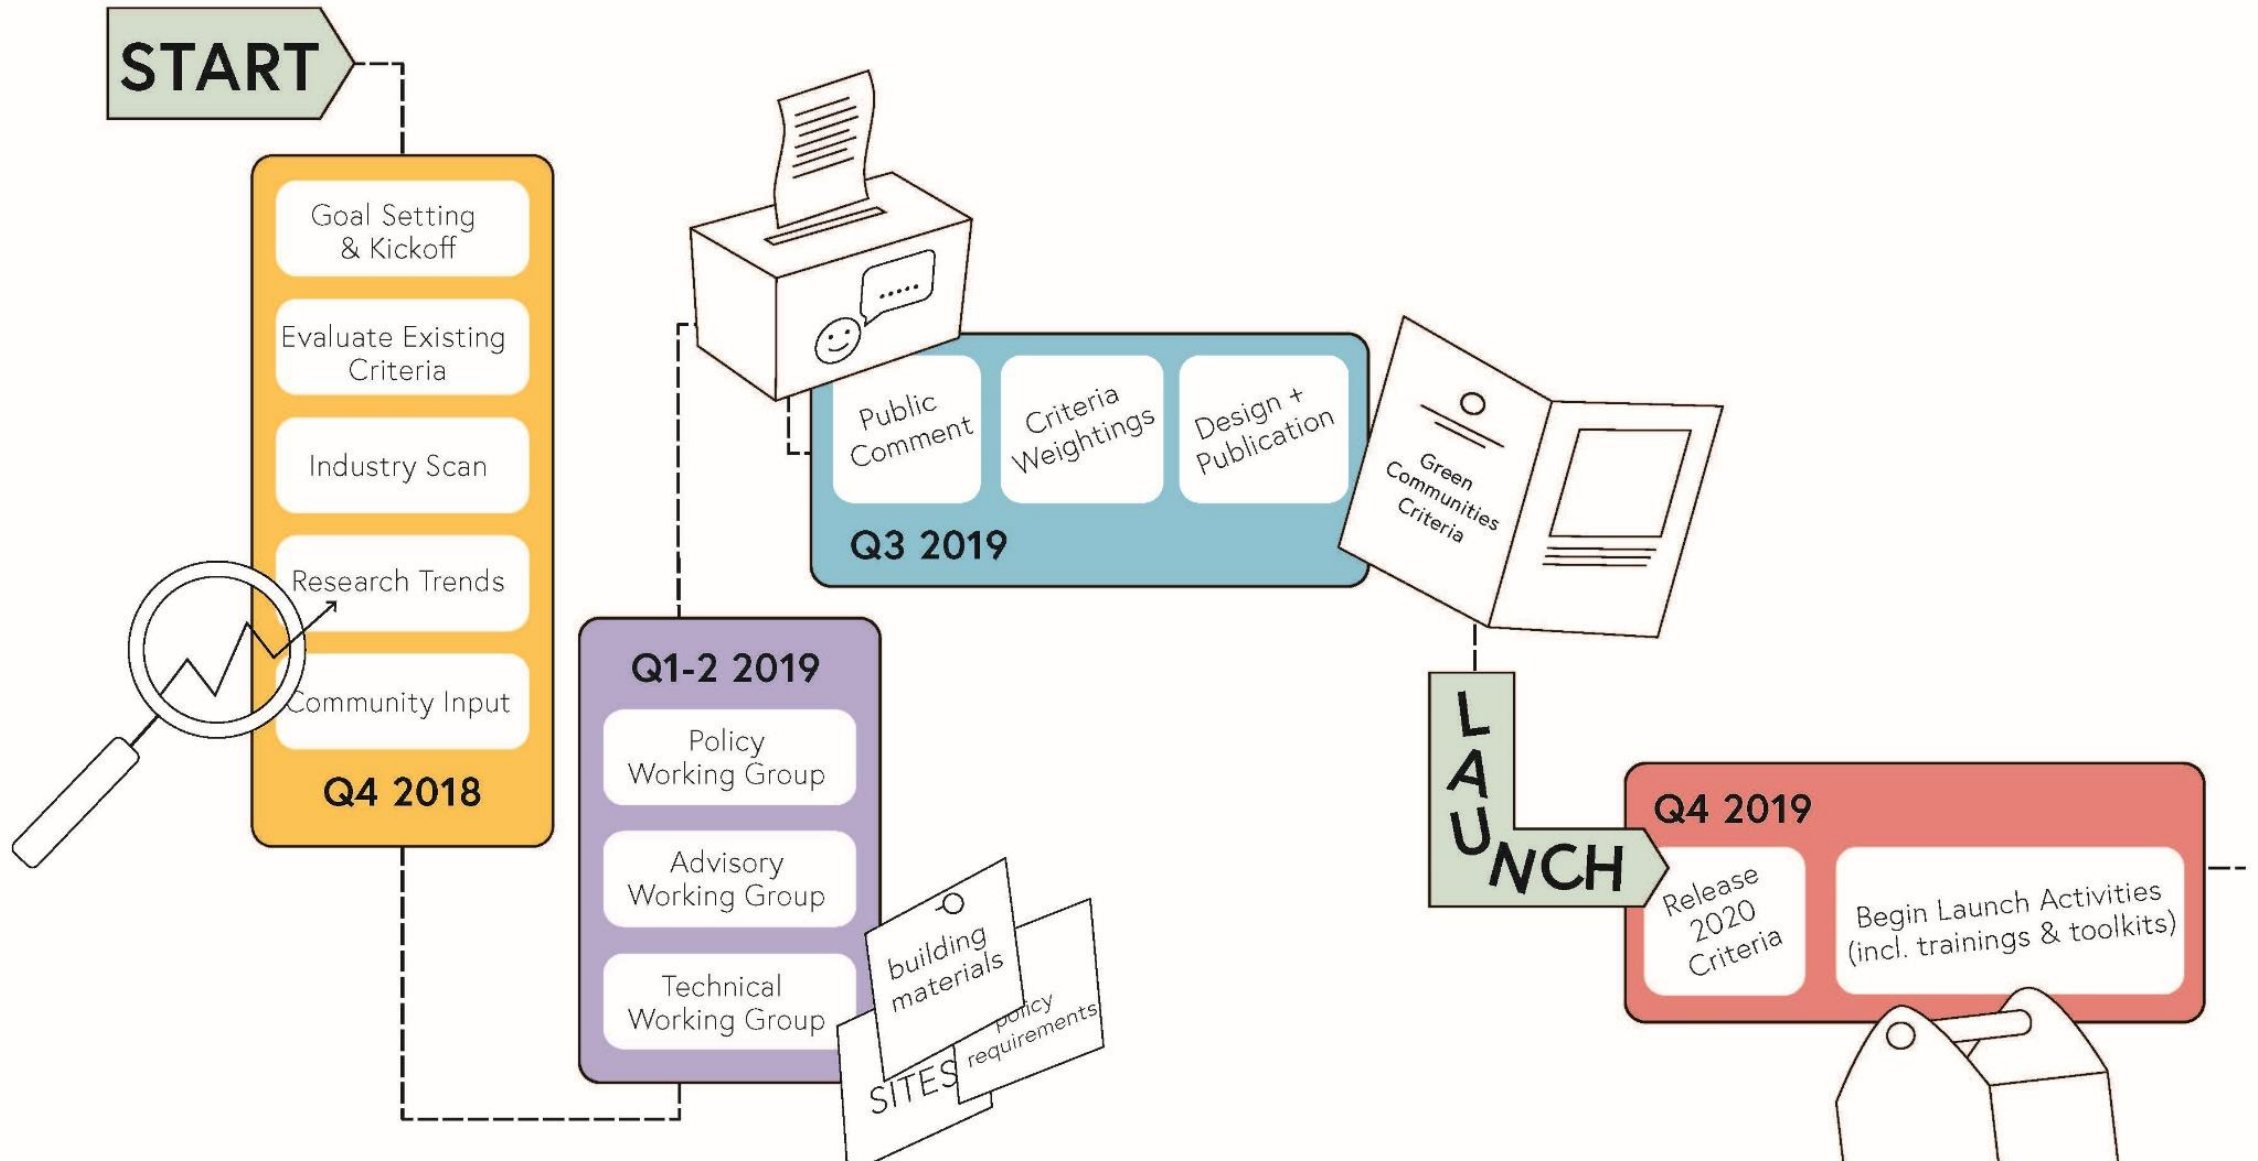 START
Goal Setting
& Kickoff
Evaluate Existing
Criteria
Industry Scan
Research Trends
Community Input
Q4 2018
Q1-2 2019
Policy
Working Group
Advisory
Working Group
Technical
Working Group
building
materials
policy
requirements
SITES
Public
Comment
Criteria
Weightings
Design +
Publication
Q3 2019
Green
Communities
Criteria
LAUNCH
Q4 2019
Release
2020
Criteria
Begin Launch Activities
(incl. trainings & toolkits)